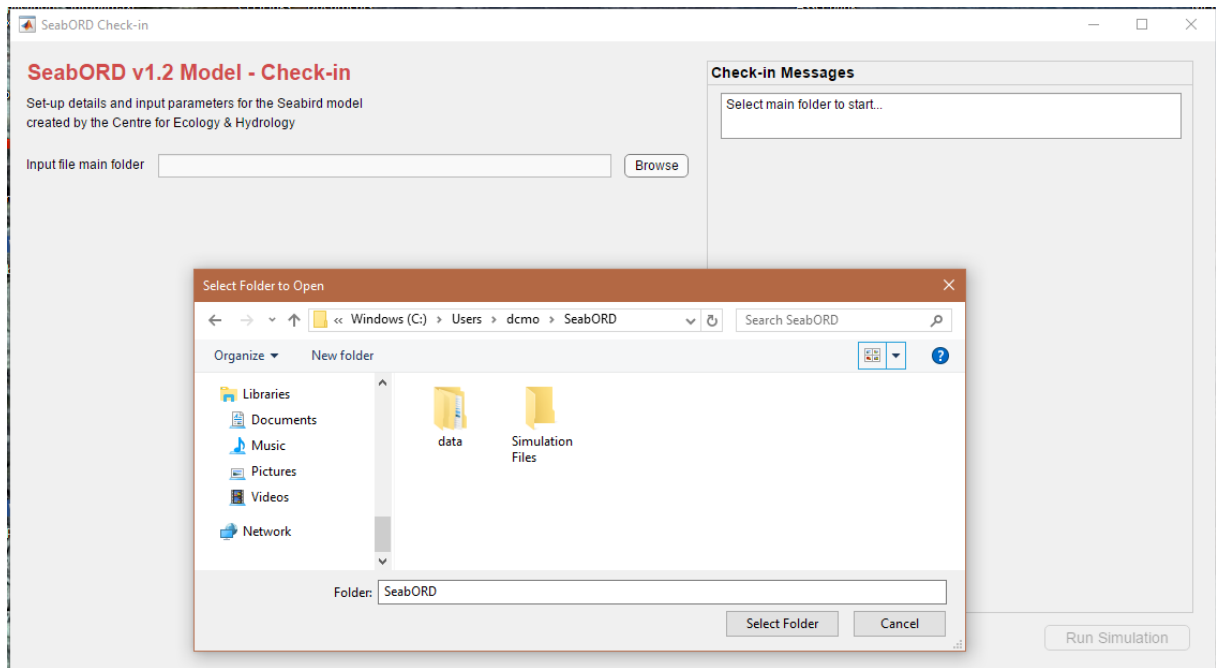 SeabORD Check-in
SeabORD v1.2 Model - Check-in
Set-up details and input parameters for the Seabird model
created by the Centre for Ecology & Hydrology
Input file main folder
Browse
Check-in Messages
Select main folder to start...
Select Folder to Open
« Windows (C:) > Users > dcmo > SeabORD
Search SeabORD
Organize
New folder
Libraries
Documents
Music
Pictures
Videos
Network
data
Simulation
Files
Folder: SeabORD
Select Folder
Cancel
Run Simulation